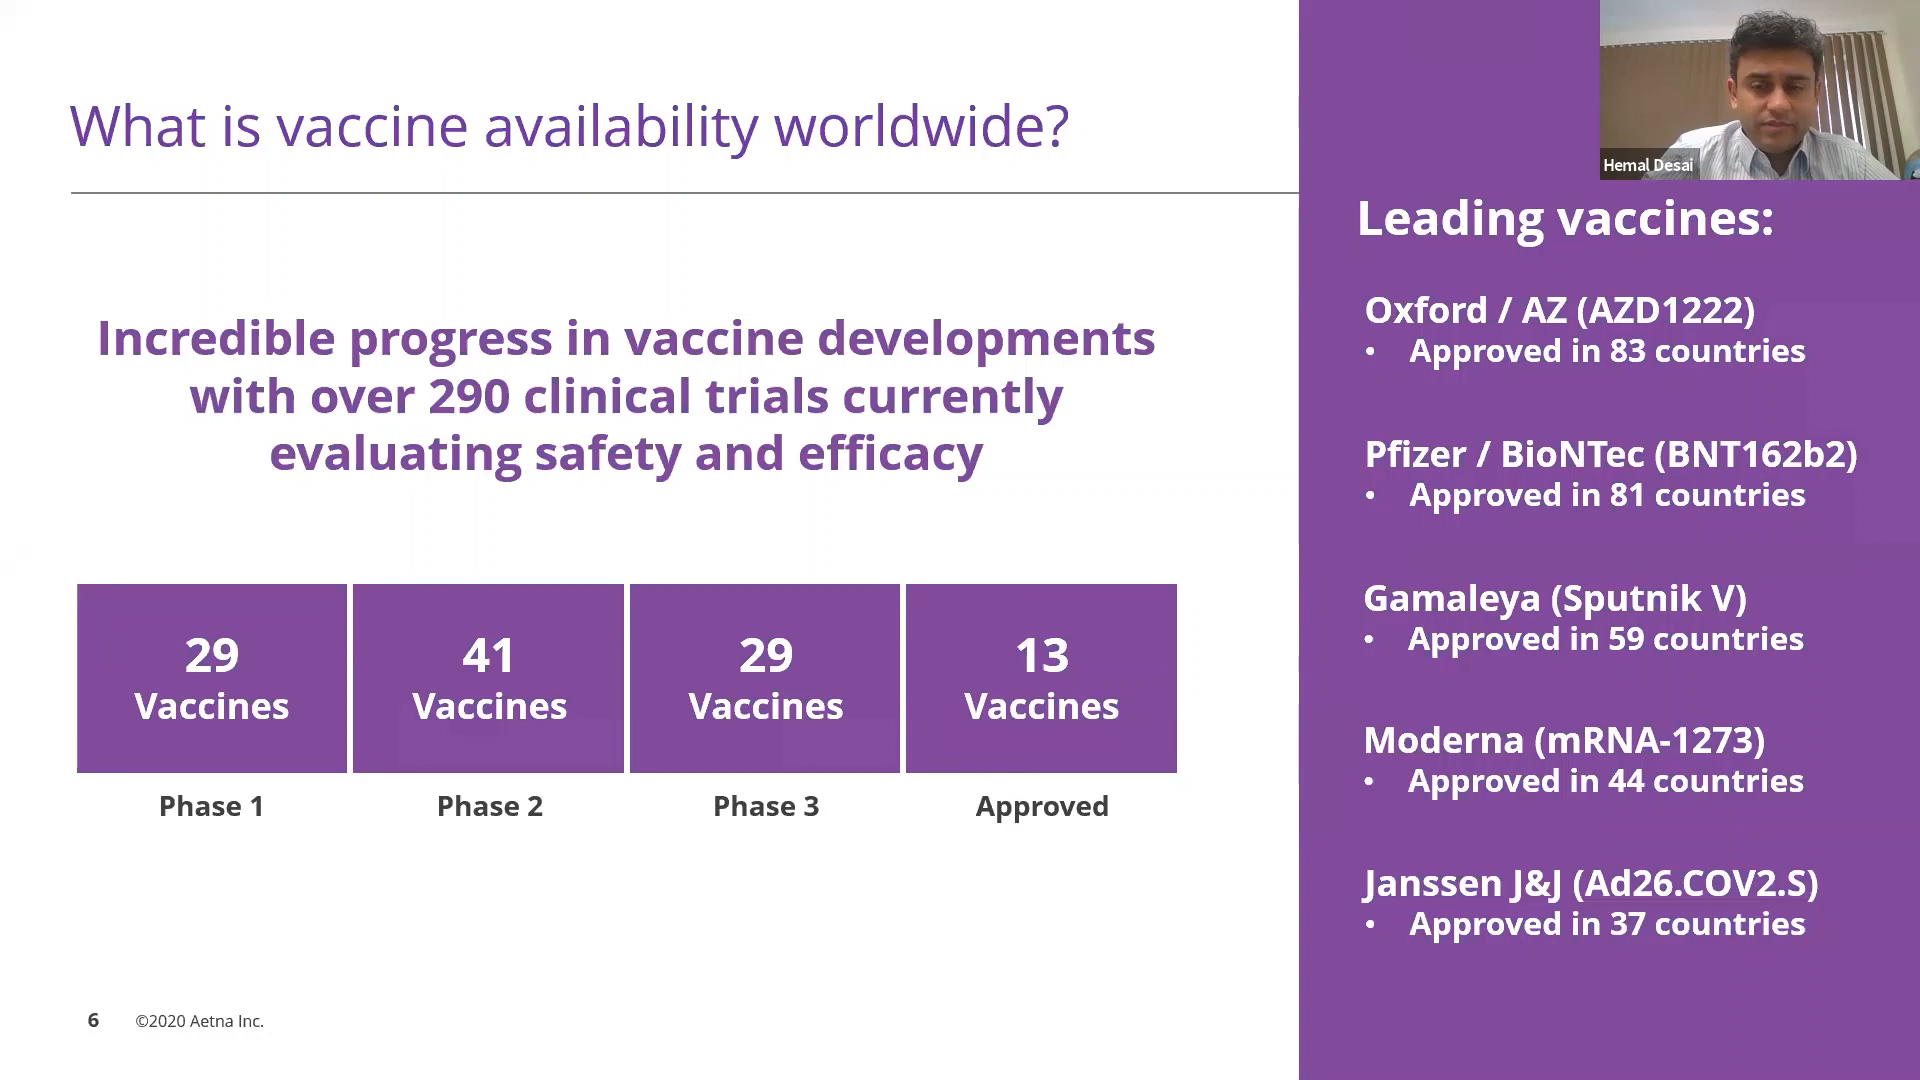 What is vaccine availability worldwide?
Incredible progress in vaccine developments
with over 290 clinical trials currently
evaluating safety and efficacy
29
Vaccines
Phase 1
41
Vaccines
Phase 2
29
Vaccines
Phase 3
13
Vaccines
Approved
6 ©2020 Aetna Inc.
Hemal Desai
Leading vaccines:
Oxford / AZ (AZD1222)
• Approved in 83 countries
Pfizer / BioNTec (BNT162b2)
• Approved in 81 countries
Gamaleya (Sputnik V)
• Approved in 59 countries
Moderna (mRNA-1273)
• Approved in 44 countries
Janssen J&J (Ad26.COV2.S)
• Approved in 37 countries